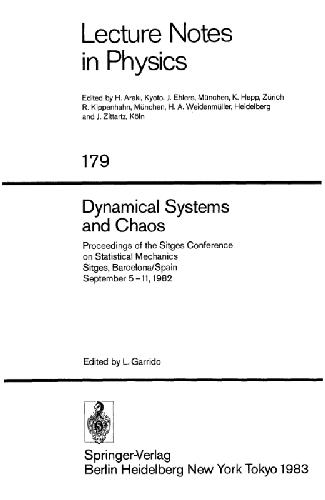 Lecture Notes
in Physics
Edited by H. Araki, Kyoto, J. Ehlers, München, K. Hepp, Zürich
R. Kippenhahn, München, H. A. Weidenmüller, Heidelberg
and J. Zittartz, Köln
179
Dynamical Systems
and Chaos
Proceedings of the Sitges Conference
on Statistical Mechanics
Sitges, Barcelona/Spain
September 5–11, 1982
Edited by L. Garrido
Springer-Verlag
Berlin Heidelberg New York Tokyo 1983